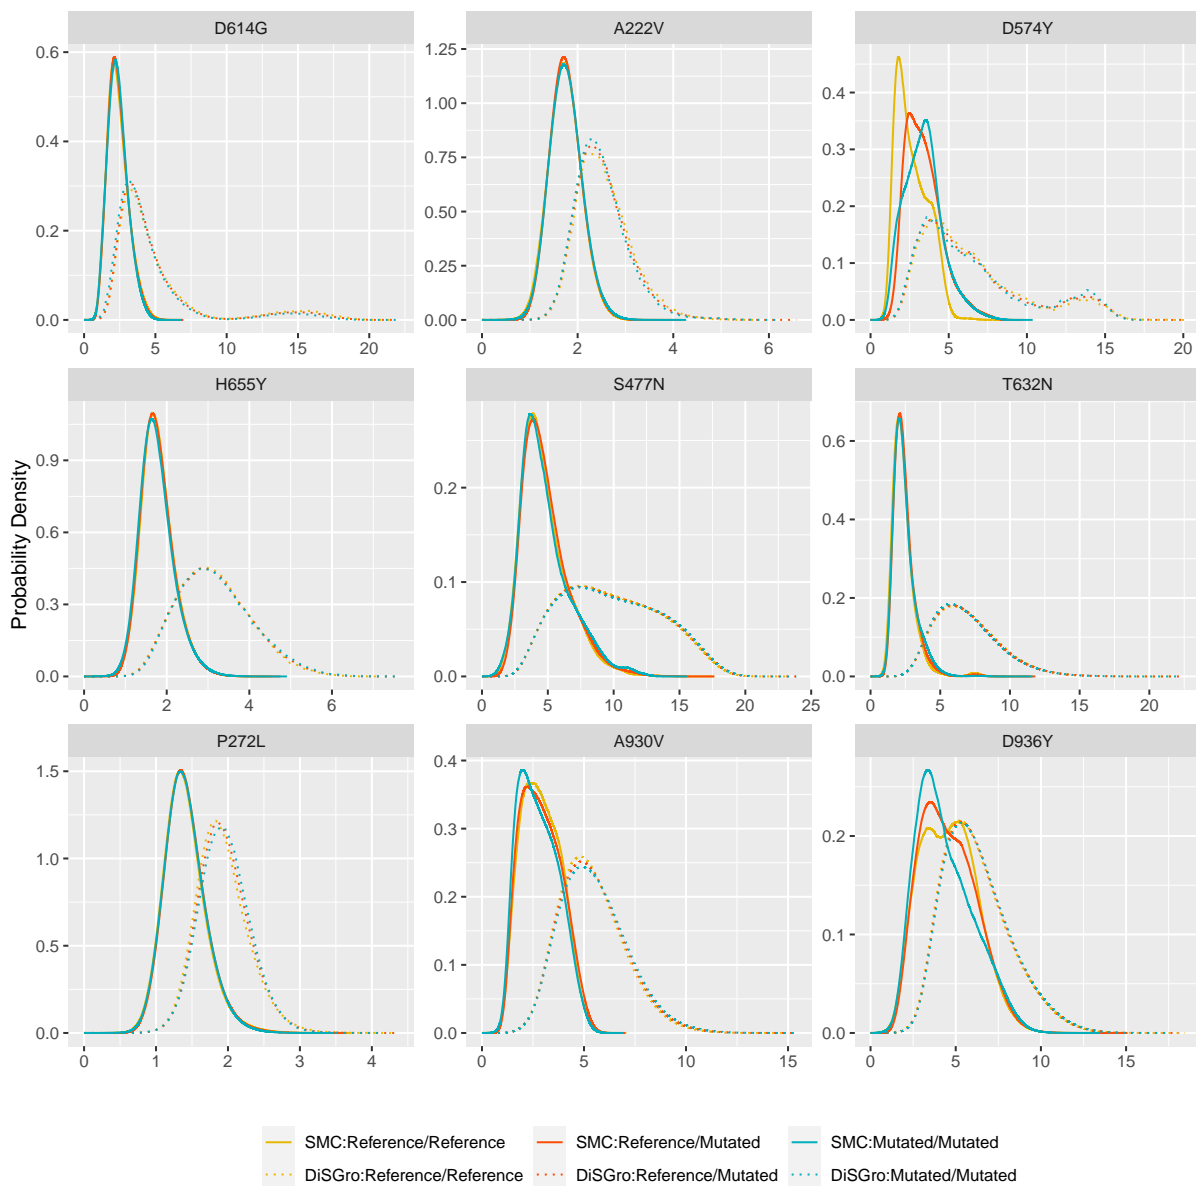 D614G A222V D574Y
0.6
0.4
0.2
0.0
0 5 10 15 20
1.25
1.00
0.75
0.50
0.25
0.00
0 2 4 6
0.4
0.3
0.2
0.1
0.0
0 5 10 15 20
H655Y S477N T632N
Probability Density
0.9
0.6
0.3
0.0
0 2 4 6
0.2
0.1
0.0
0 5 10 15 20 25
0.6
0.4
0.2
0.0
0 5 10 15 20
P272L A930V D936Y
1.5
1.0
0.5
0.0
0 1 2 3 4
0.4
0.3
0.2
0.1
0.0
0 5 10 15
0.2
0.1
0.0
0 5 10 15
SMC:Reference/Reference SMC:Reference/Mutated SMC:Mutated/Mutated
DiSGro:Reference/Reference DiSGro:Reference/Mutated DiSGro:Mutated/Mutated